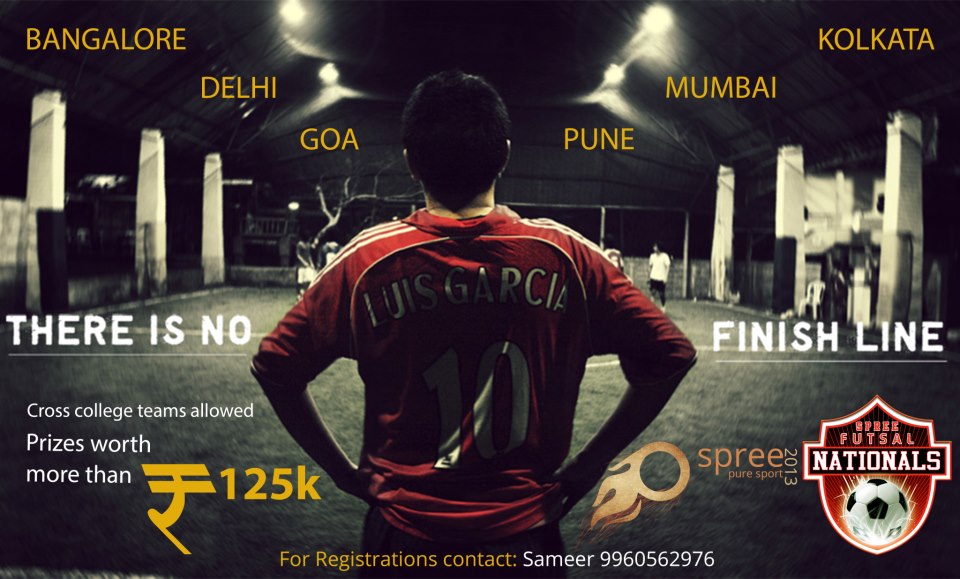 BANGALORE
KOLKATA
DELHI
MUMBAI
GOA
PUNE
LUIS GARCIA
10
THERE IS NO
FINISH LINE
Cross college teams allowed
Prizes worth
more than ₹125k
spree
pure sport
2013
SPREE
FUTSAL
NATIONALS
For Registrations contact: Sameer 9960562976